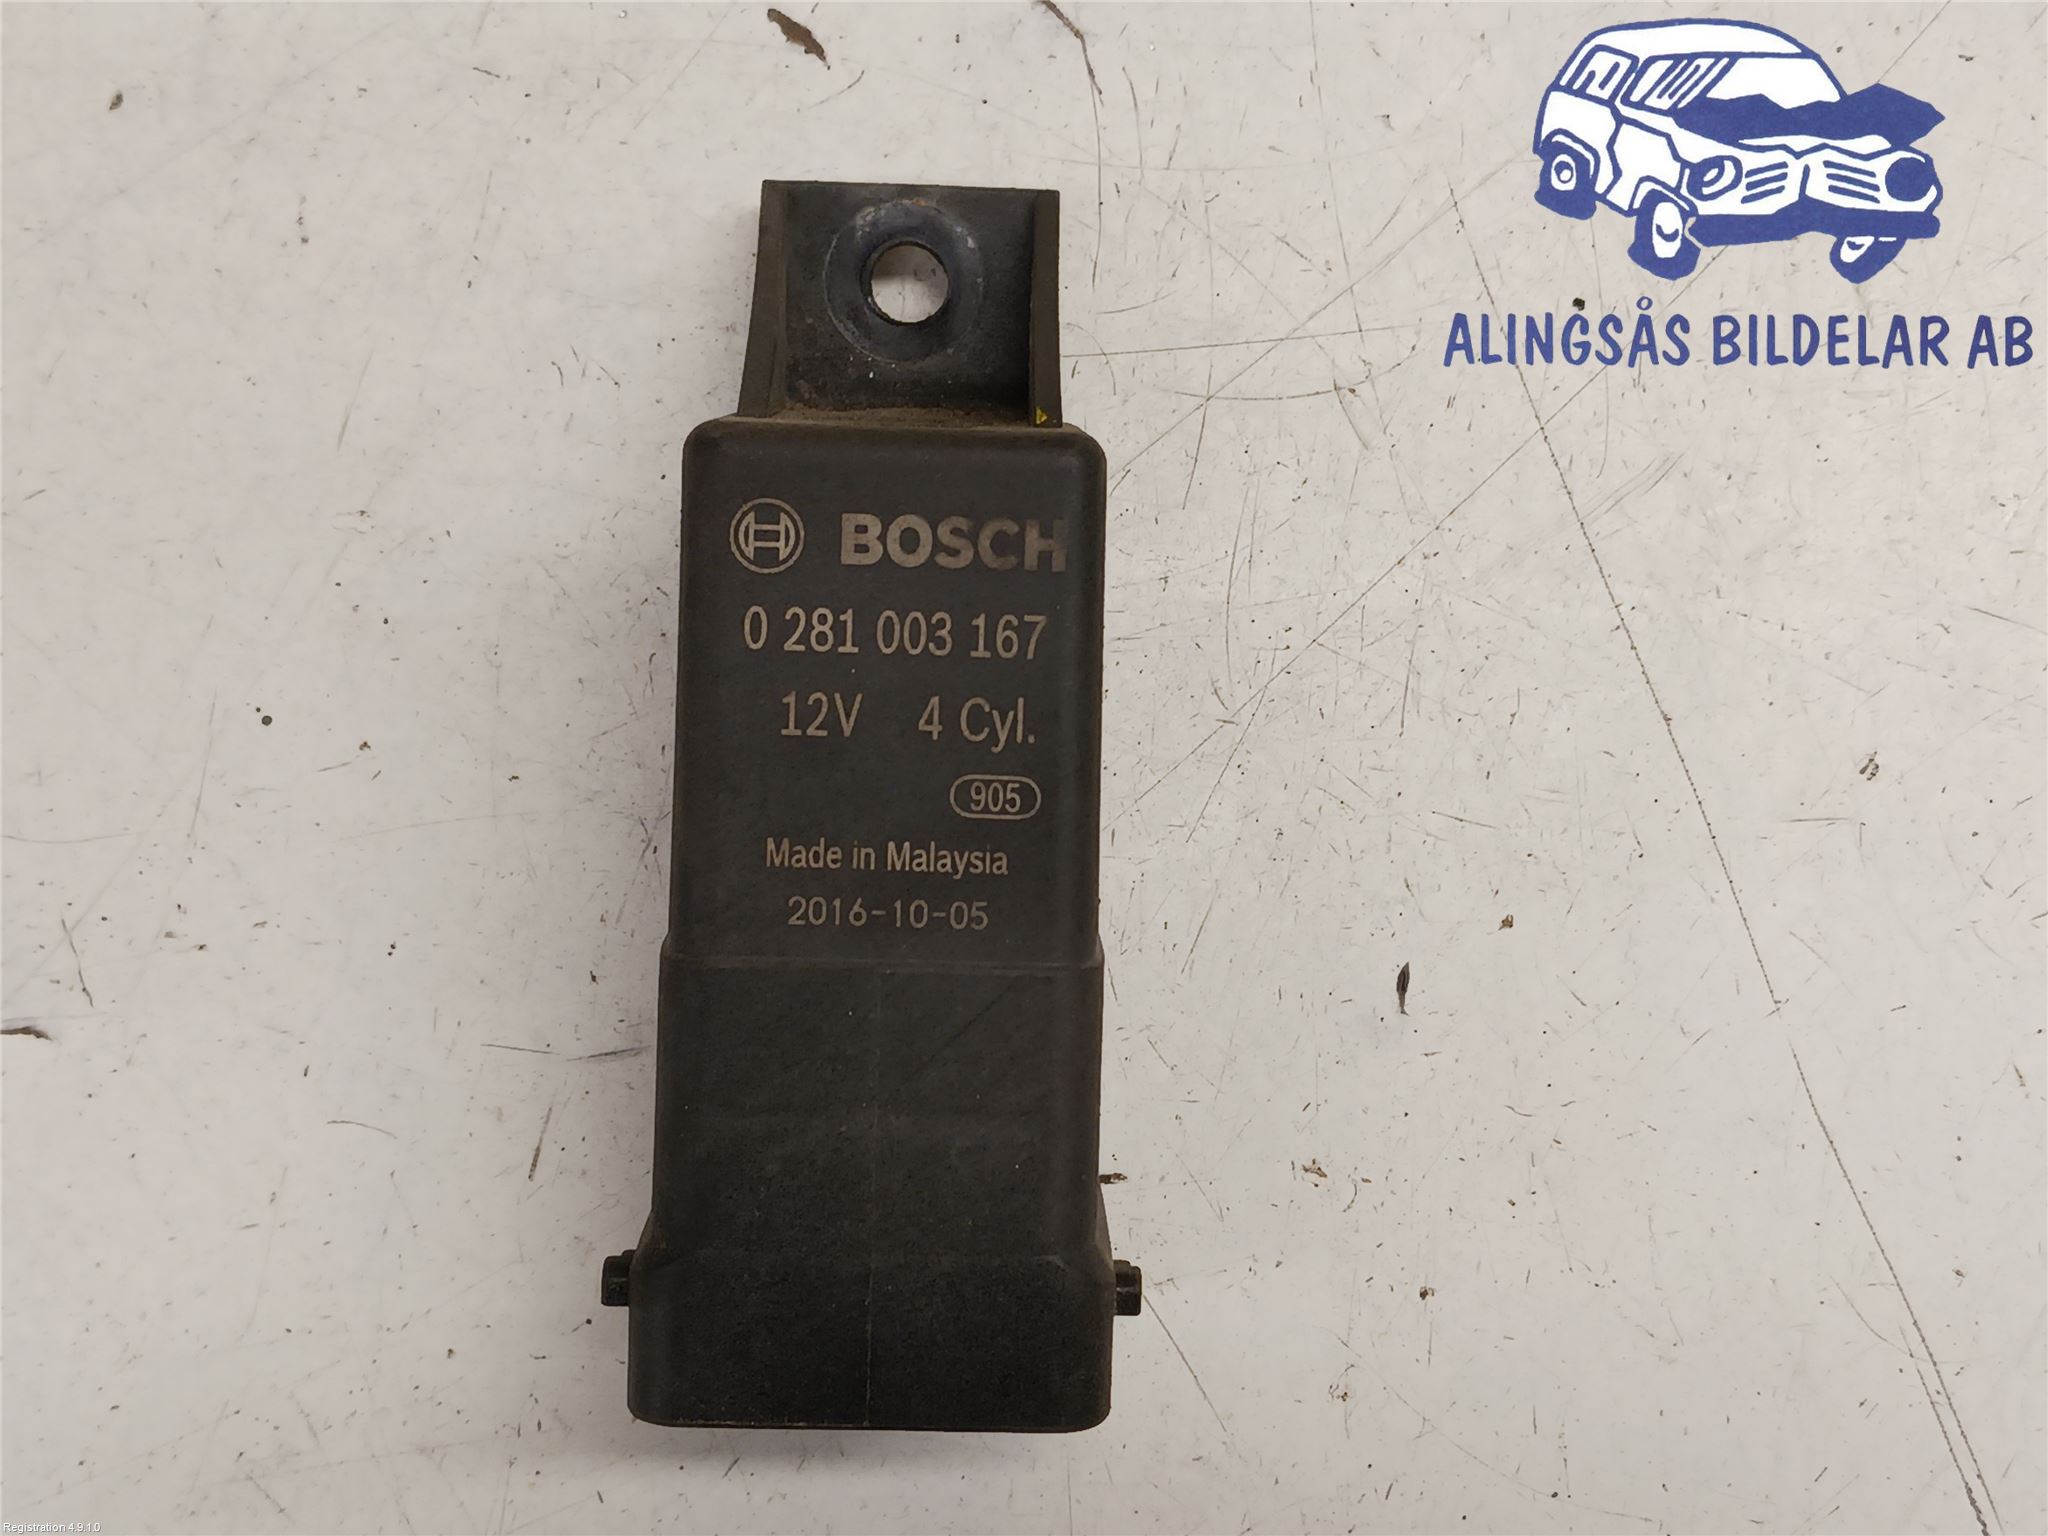 ALINGSÅS BILDELAR AB
BOSCH
0 281 003 167
12V 4 Cyl.
905
Made in Malaysia
2016-10-05
Registration 4.9.1.0